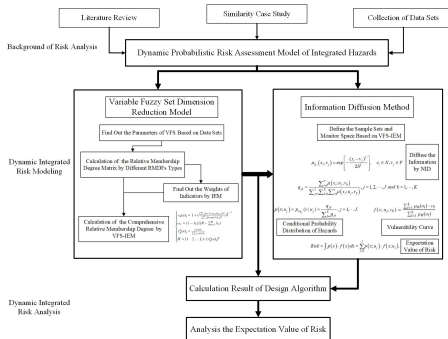 Literature Review
Similarity Case Study
Collection of Data Sets
Background of Risk Analysis
Dynamic Probabilistic Risk Assessment Model of Integrated Hazards
Variable Fuzzy Set Dimension
Reduction Model
Find Out the Parameters of VFS Based on Data Sets
Calculation of the Relative Membership
Degree Matrix by Different RMDFs Types
Find Out the Weights of
Indicators by IEM
Calculation of the Comprehensive
Relative Membership Degree by
VFS-IEM
Dynamic Integrated
Risk Modeling
Information Diffusion Method
Define the Sample Sets and
Monitor Space Based on VFS-IEM
Diffuse the
Information
by NID
Conditional Probability
Distribution of Hazards
Vulnerability Curve
Expectation
Value of Risk
Calculation Result of Design Algorithm
Dynamic Integrated
Risk Analysis
Analysis the Expectation Value of Risk